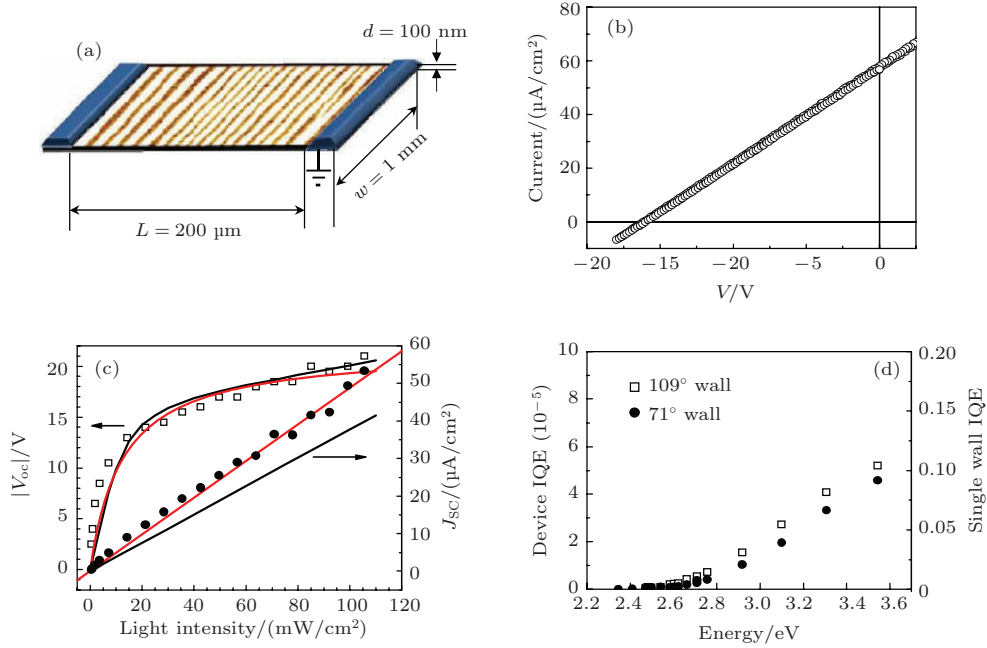 (a)
d = 100 nm
w = 1 mm
L = 200 µm
(b)
Current/(µA/cm²)
80
60
40
20
0
−20
−15
−10
−5
0
V/V
(c)
|Voc|/V
20
15
10
5
0
JSC/(µA/cm²)
60
50
40
30
20
10
0
0
20
40
60
80
100
120
Light intensity/(mW/cm²)
(d)
109° wall
71° wall
Device IQE (10⁻⁵)
10
8
6
4
2
0
Single wall IQE
0.20
0.15
0.10
0.05
0
2.2
2.4
2.6
2.8
3.0
3.2
3.4
3.6
Energy/eV